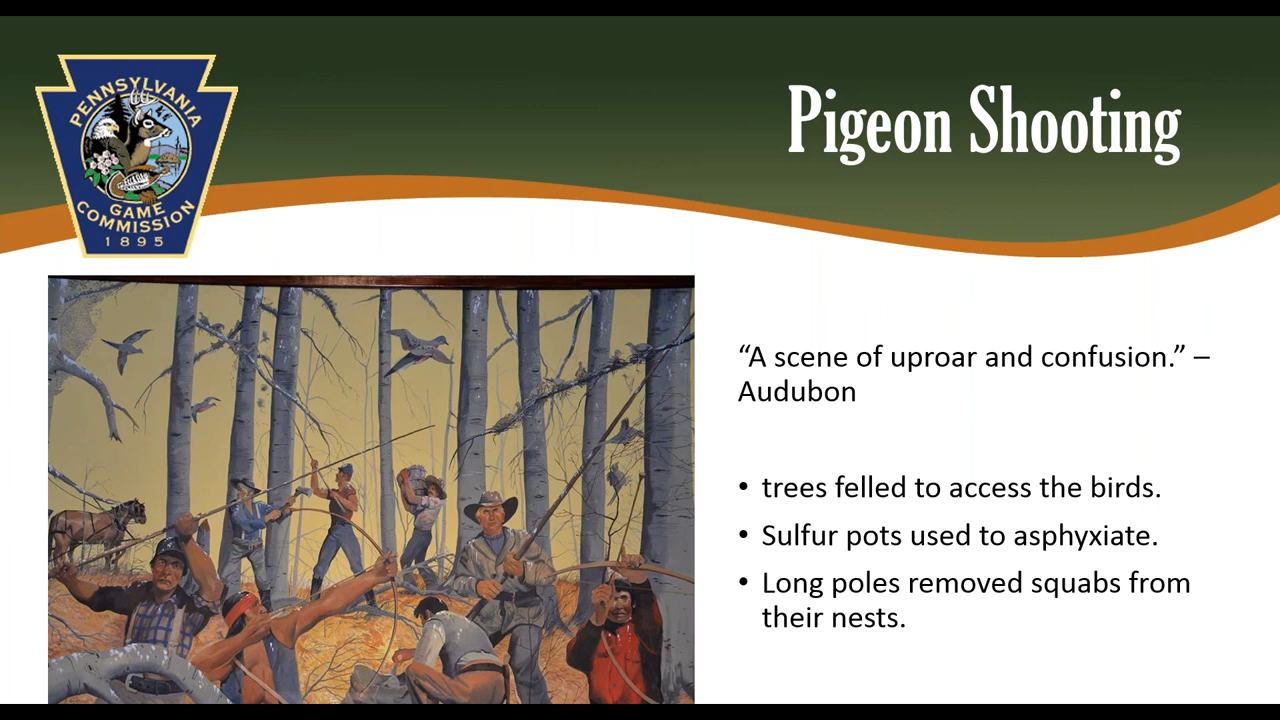 PENNSYLVANIA
GAME
COMMISSION
1895
Pigeon Shooting
“A scene of uproar and confusion.” –
Audubon
• trees felled to access the birds.
• Sulfur pots used to asphyxiate.
• Long poles removed squabs from
their nests.